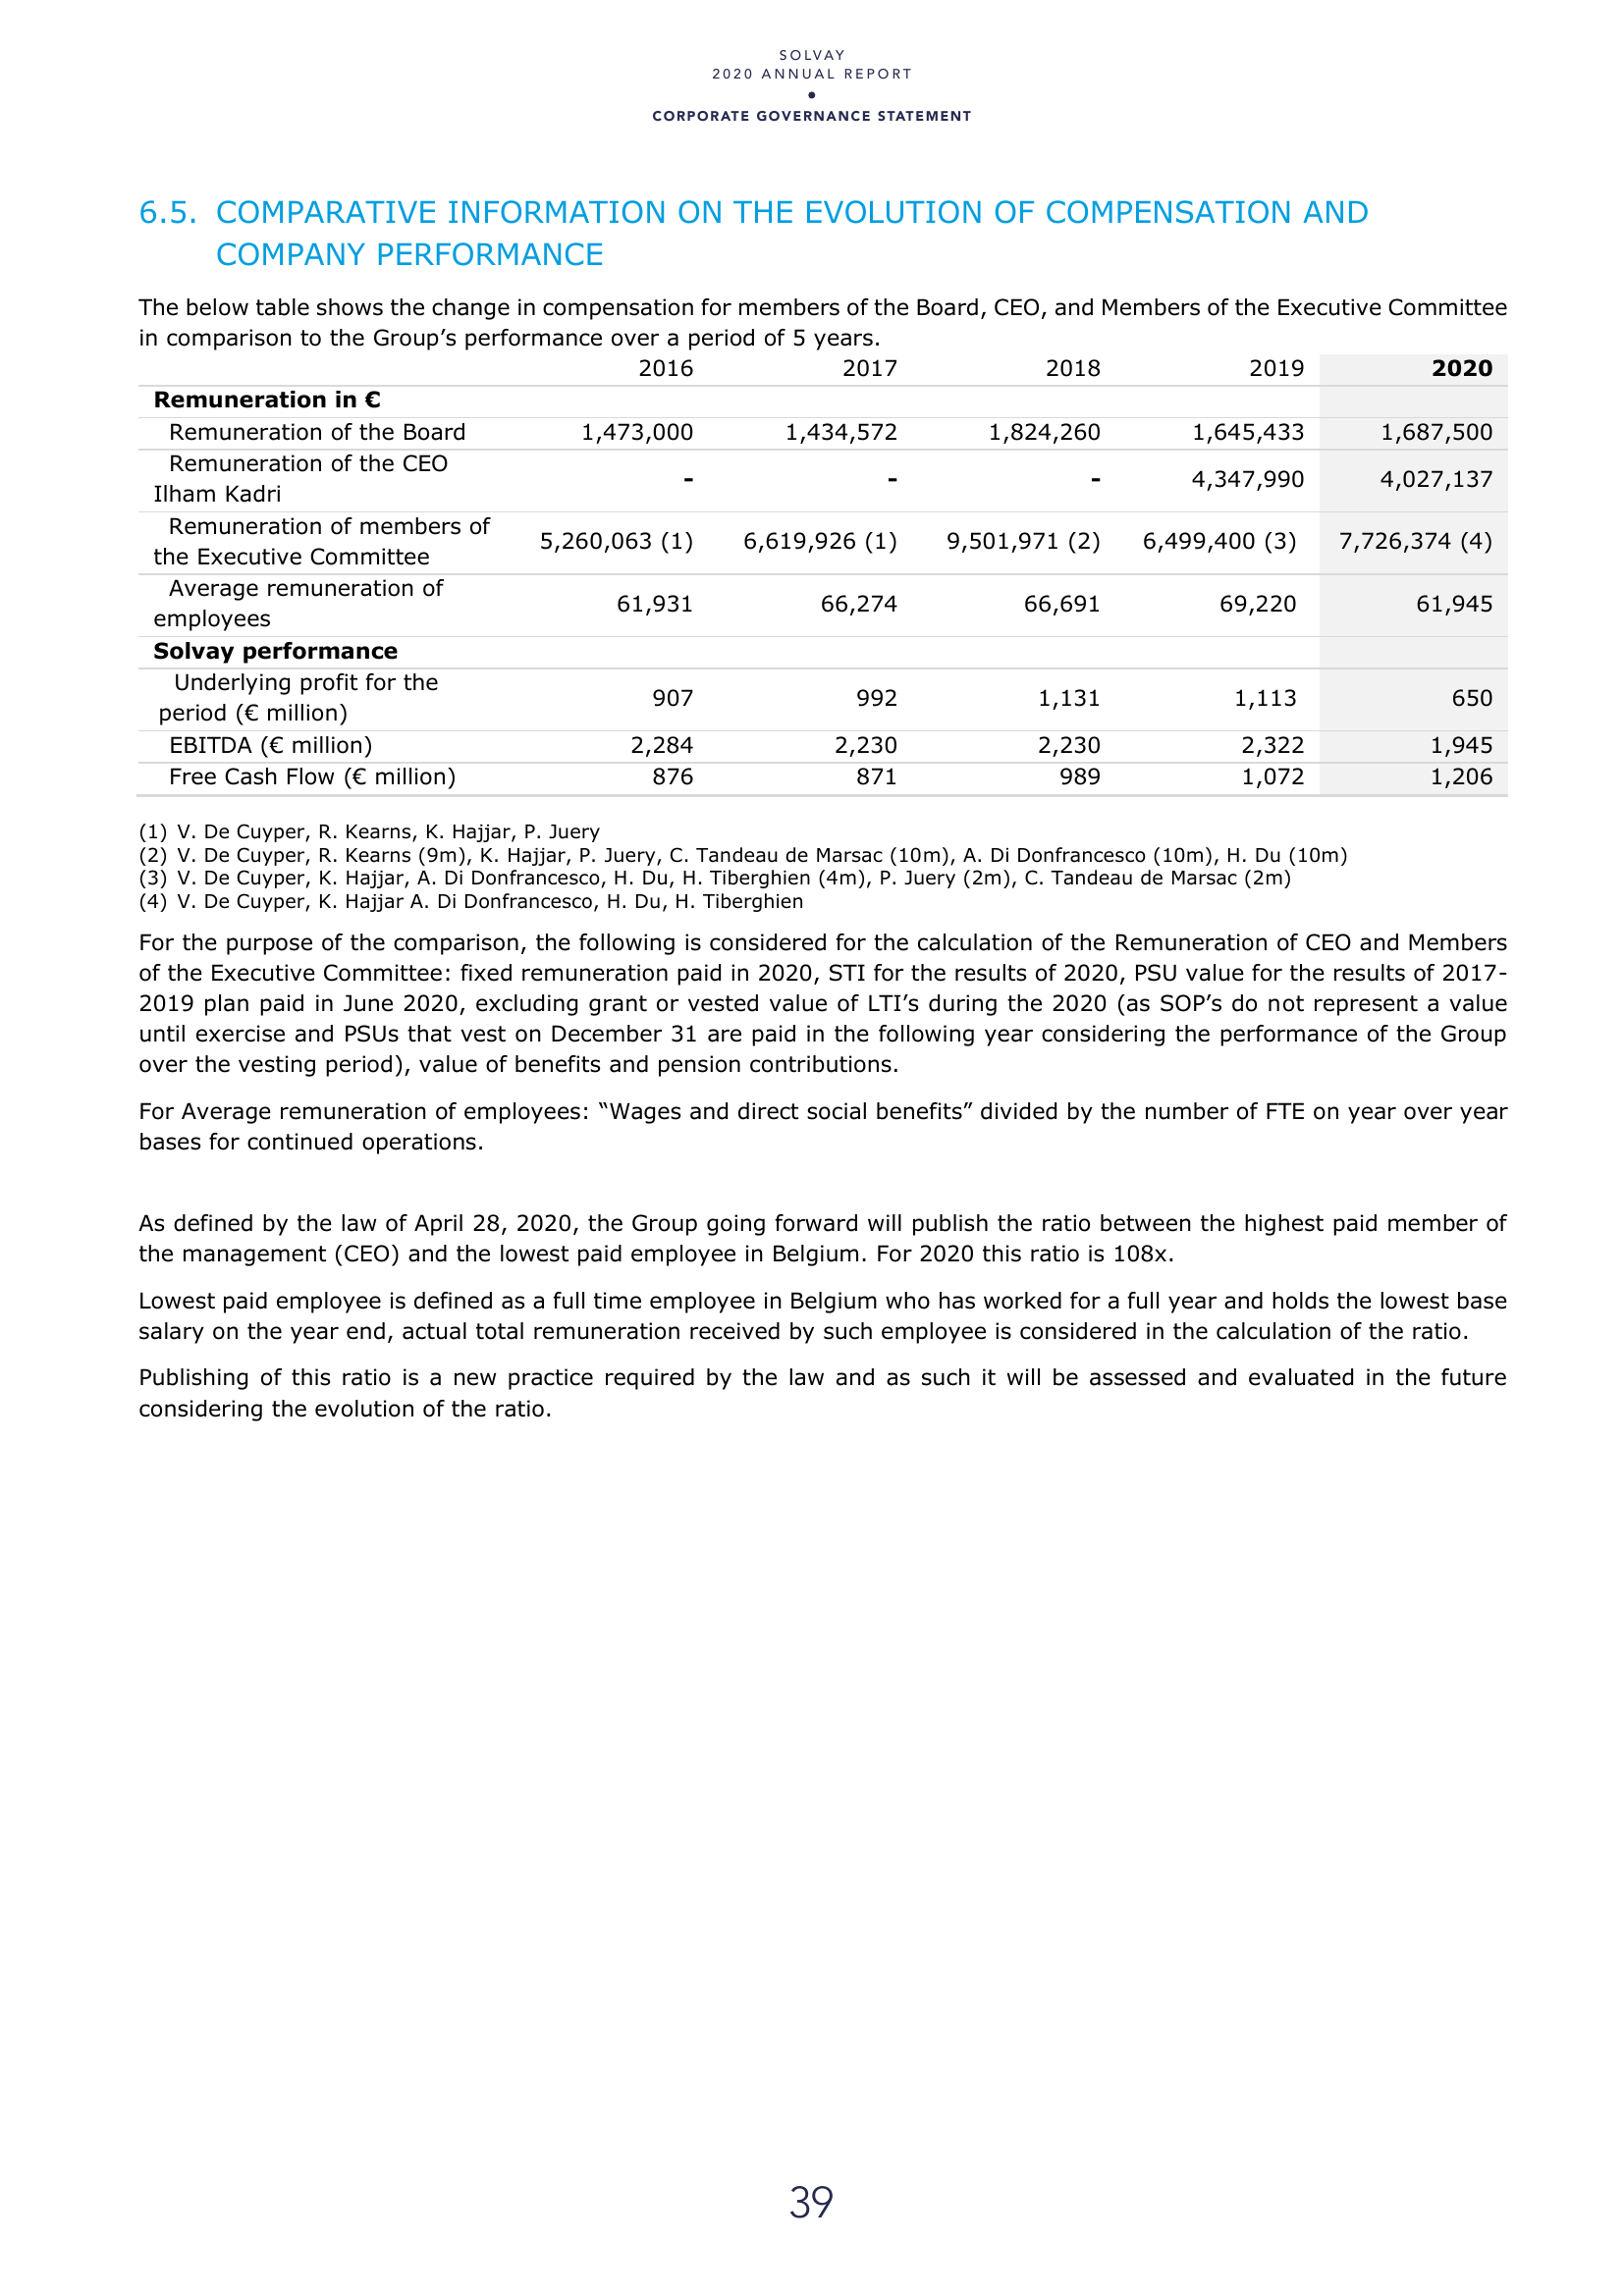 SOLVAY
2020 ANNUAL REPORT
•
CORPORATE GOVERNANCE STATEMENT
6.5. COMPARATIVE INFORMATION ON THE EVOLUTION OF COMPENSATION AND
COMPANY PERFORMANCE
The below table shows the change in compensation for members of the Board, CEO, and Members of the Executive Committee
in comparison to the Group’s performance over a period of 5 years.
2016 2017 2018 2019 2020
Remuneration in €
Remuneration of the Board 1,473,000 1,434,572 1,824,260 1,645,433 1,687,500
Remuneration of the CEO
Ilham Kadri - - - 4,347,990 4,027,137
Remuneration of members of
the Executive Committee 5,260,063 (1) 6,619,926 (1) 9,501,971 (2) 6,499,400 (3) 7,726,374 (4)
Average remuneration of
employees 61,931 66,274 66,691 69,220 61,945
Solvay performance
Underlying profit for the
period (€ million) 907 992 1,131 1,113 650
EBITDA (€ million) 2,284 2,230 2,230 2,322 1,945
Free Cash Flow (€ million) 876 871 989 1,072 1,206
(1) V. De Cuyper, R. Kearns, K. Hajjar, P. Juery
(2) V. De Cuyper, R. Kearns (9m), K. Hajjar, P. Juery, C. Tandeau de Marsac (10m), A. Di Donfrancesco (10m), H. Du (10m)
(3) V. De Cuyper, K. Hajjar, A. Di Donfrancesco, H. Du, H. Tiberghien (4m), P. Juery (2m), C. Tandeau de Marsac (2m)
(4) V. De Cuyper, K. Hajjar A. Di Donfrancesco, H. Du, H. Tiberghien
For the purpose of the comparison, the following is considered for the calculation of the Remuneration of CEO and Members
of the Executive Committee: fixed remuneration paid in 2020, STI for the results of 2020, PSU value for the results of 2017-
2019 plan paid in June 2020, excluding grant or vested value of LTI’s during the 2020 (as SOP’s do not represent a value
until exercise and PSUs that vest on December 31 are paid in the following year considering the performance of the Group
over the vesting period), value of benefits and pension contributions.
For Average remuneration of employees: “Wages and direct social benefits” divided by the number of FTE on year over year
bases for continued operations.
As defined by the law of April 28, 2020, the Group going forward will publish the ratio between the highest paid member of
the management (CEO) and the lowest paid employee in Belgium. For 2020 this ratio is 108x.
Lowest paid employee is defined as a full time employee in Belgium who has worked for a full year and holds the lowest base
salary on the year end, actual total remuneration received by such employee is considered in the calculation of the ratio.
Publishing of this ratio is a new practice required by the law and as such it will be assessed and evaluated in the future
considering the evolution of the ratio.
39